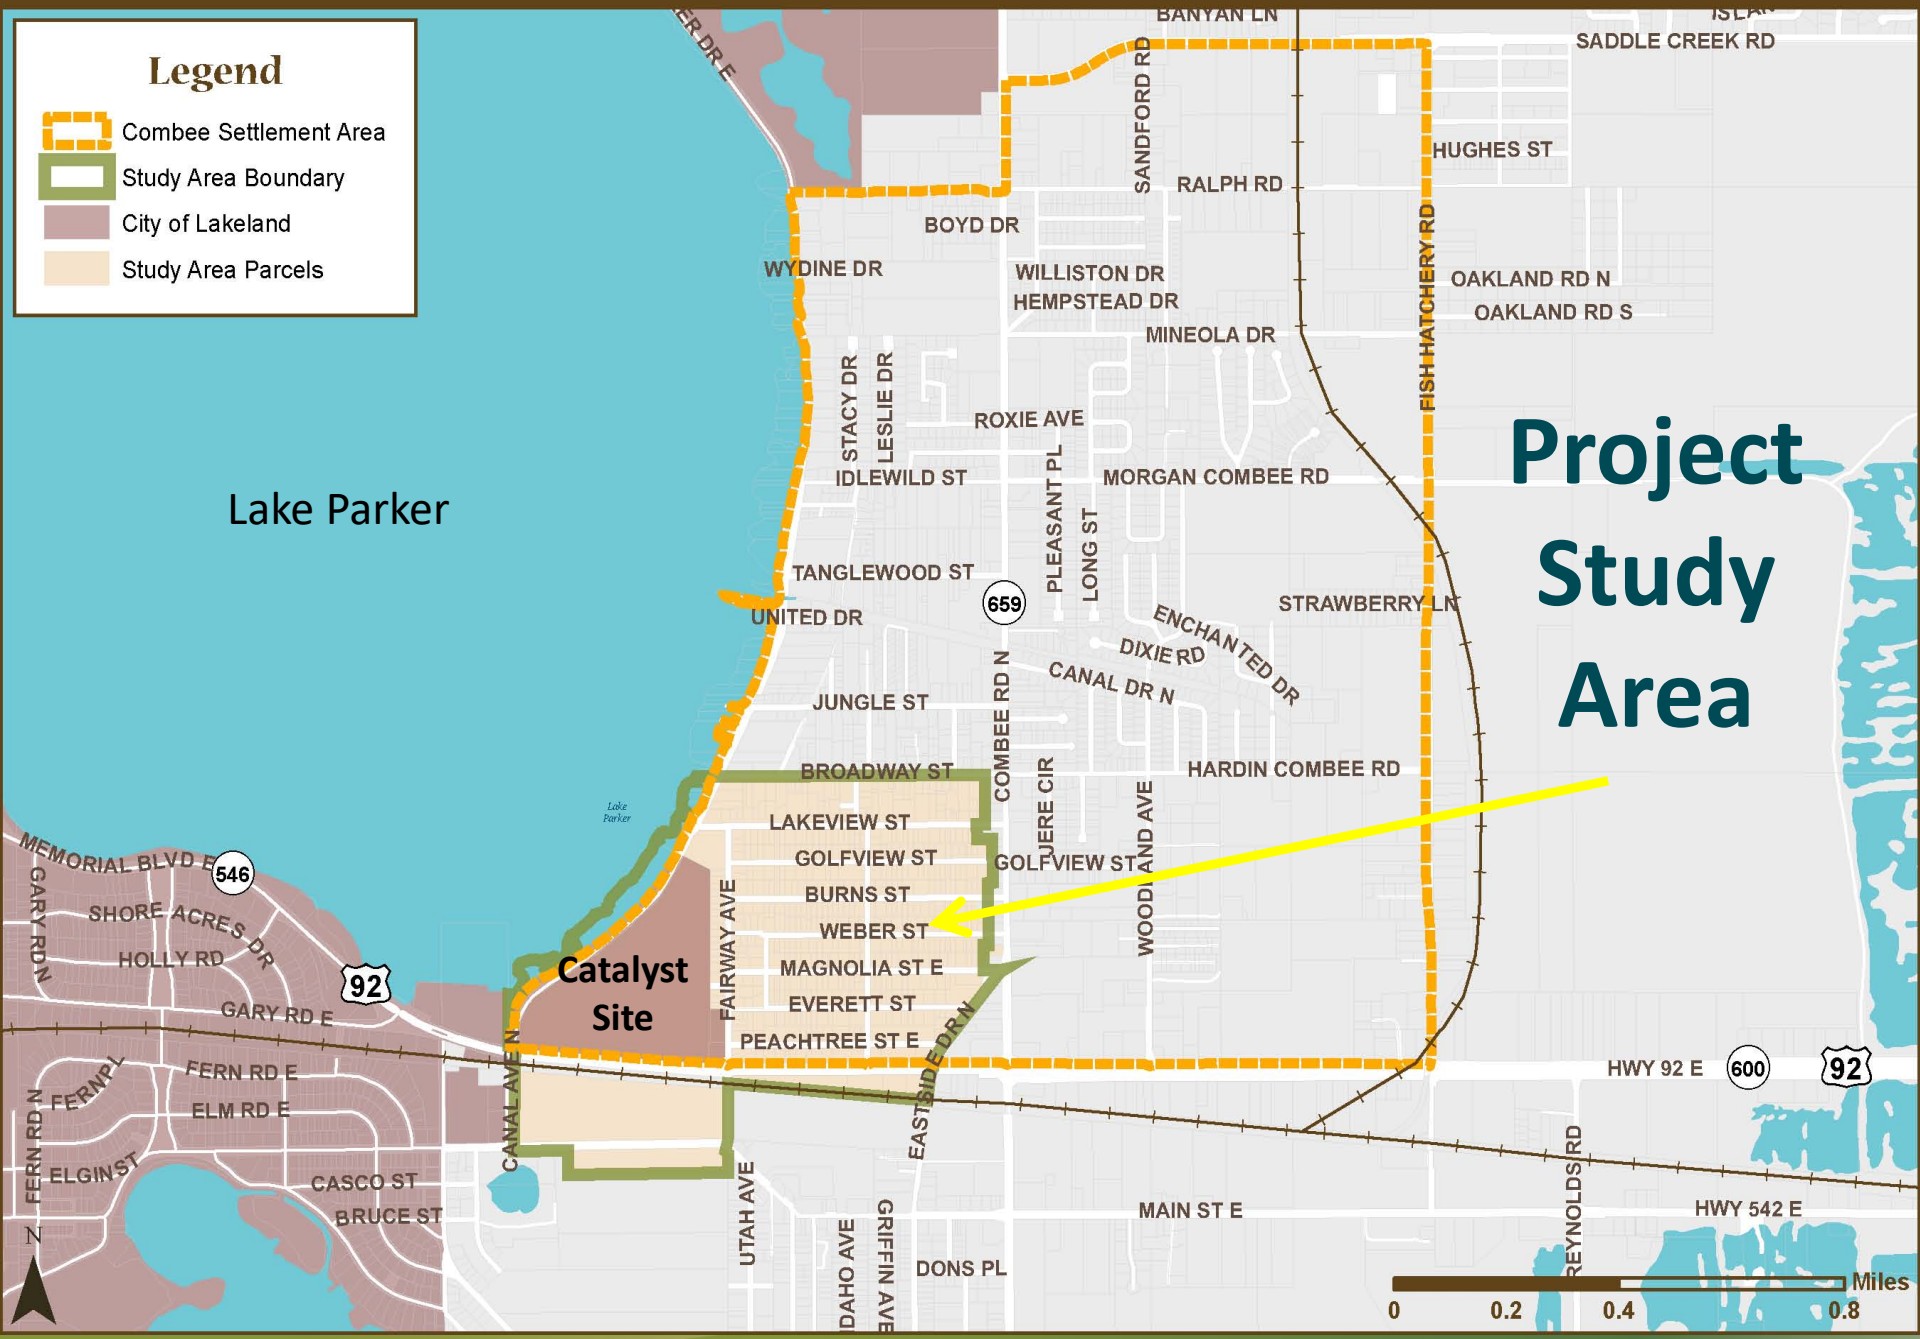 Legend
Combee Settlement Area
Study Area Boundary
City of Lakeland
Study Area Parcels
BANYAN LN
SADDLE CREEK RD
SANDFORD RD
HUGHES ST
RALPH RD
BOYD DR
FISH HATCHERY RD
WYDINE DR
WILLISTON DR
HEMPSTEAD DR
OAKLAND RD N
OAKLAND RD S
MINEOLA DR
STACY DR
LESLIE DR
ROXIE AVE
Project
Study
Area
IDLEWILD ST
PLEASANT PL
MORGAN COMBEE RD
Lake Parker
LONG ST
TANGLEWOOD ST
659
UNITED DR
STRAWBERRY LN
ENCHANTED DR
DIXIE RD
CANAL DR N
JUNGLE ST
COMBEE RD N
BROADWAY ST
HARDIN COMBEE RD
JERE CIR
WOODLAND AVE
Lake
Parker
LAKEVIEW ST
GOLFVIEW ST
GOLFVIEW ST
BURNS ST
WEBER ST
MAGNOLIA ST E
EVERETT ST
PEACHTREE ST E
FAIRWAY AVE
Catalyst
Site
MEMORIAL BLVD E
546
GARY RD N
SHORE ACRES DR
HOLLY RD
92
GARY RD E
EASTSIDE DR N
CANAL AVE N
FERN PL
FERN RD E
ELM RD E
FERN RD N
HWY 92 E
600
92
ELGIN ST
CASCO ST
BRUCE ST
UTAH AVE
IDAHO AVE
GRIFFIN AVE
DONS PL
MAIN ST E
REYNOLDS RD
HWY 542 E
N
Miles
0
0.2
0.4
0.8